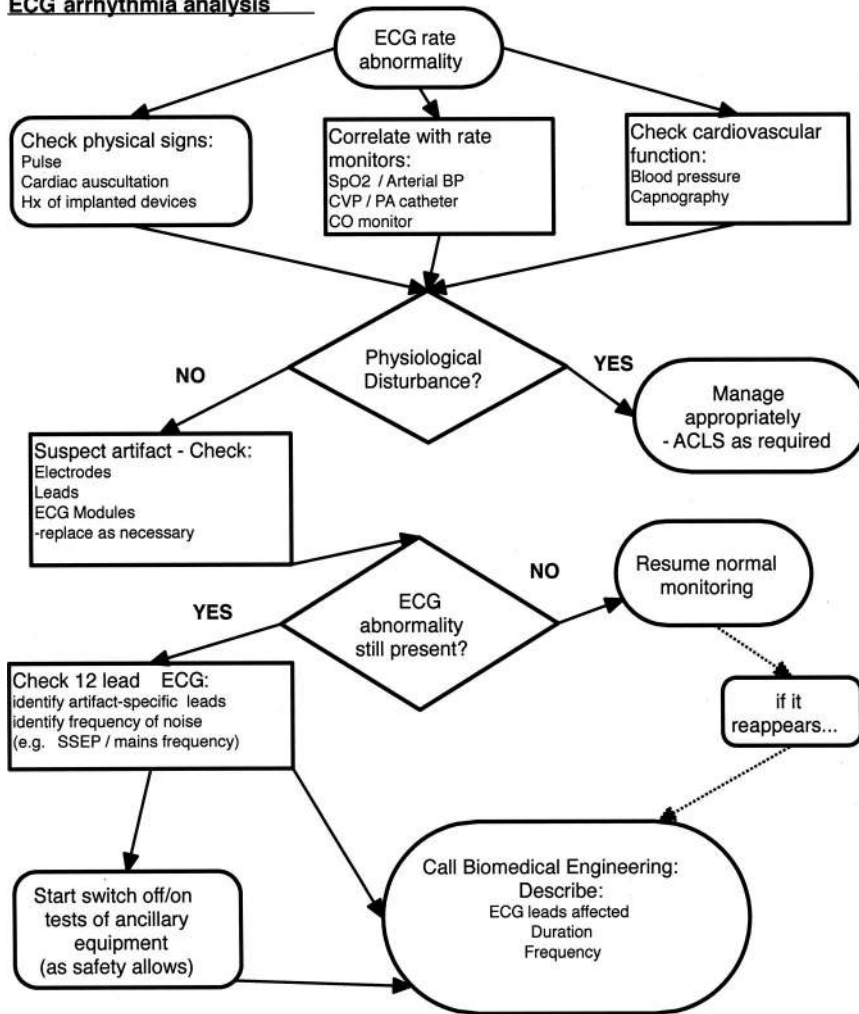 ECG arrhythmia analysis
ECG rate
abnormality
Check physical signs:
Pulse
Cardiac auscultation
Hx of implanted devices
Correlate with rate
monitors:
SpO2 / Arterial BP
CVP / PA catheter
CO monitor
Check cardiovascular
function:
Blood pressure
Capnography
Physiological
Disturbance?
NO
YES
Manage
appropriately
- ACLS as required
Suspect artifact - Check:
Electrodes
Leads
ECG Modules
-replace as necessary
ECG
abnormality
still present?
YES
NO
Resume normal
monitoring
if it
reappears...
Check 12 lead ECG:
identify artifact-specific leads
identify frequency of noise
(e.g. SSEP / mains frequency)
Start switch off/on
tests of ancillary
equipment
(as safety allows)
Call Biomedical Engineering:
Describe:
ECG leads affected
Duration
Frequency